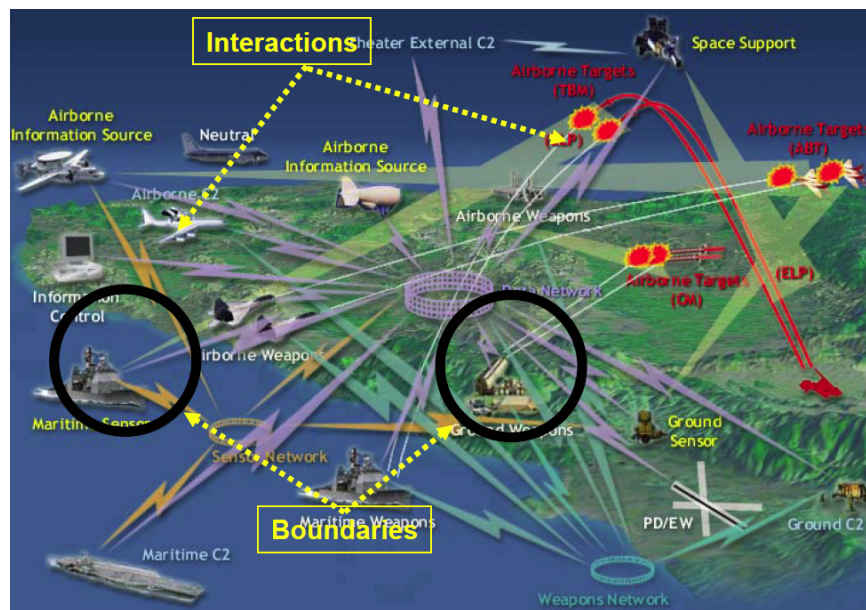 Interactions
Theater External C2
Space Support
Airborne Targets
(TBM)
(ELP)
Airborne
Information Source
Neutral
Airborne
Information Source
Airborne Target
(ABT)
Airborne C2
Airborne Weapons
Information
Control
Data Network
Airborne Targets
(CM)
(ELP)
Airborne Weapons
Maritime Sensor
Ground Weapons
Ground
Sensor
Sensor Network
Maritime Weapons
Boundaries
PD/EW
Ground C2
Maritime C2
Weapons Network